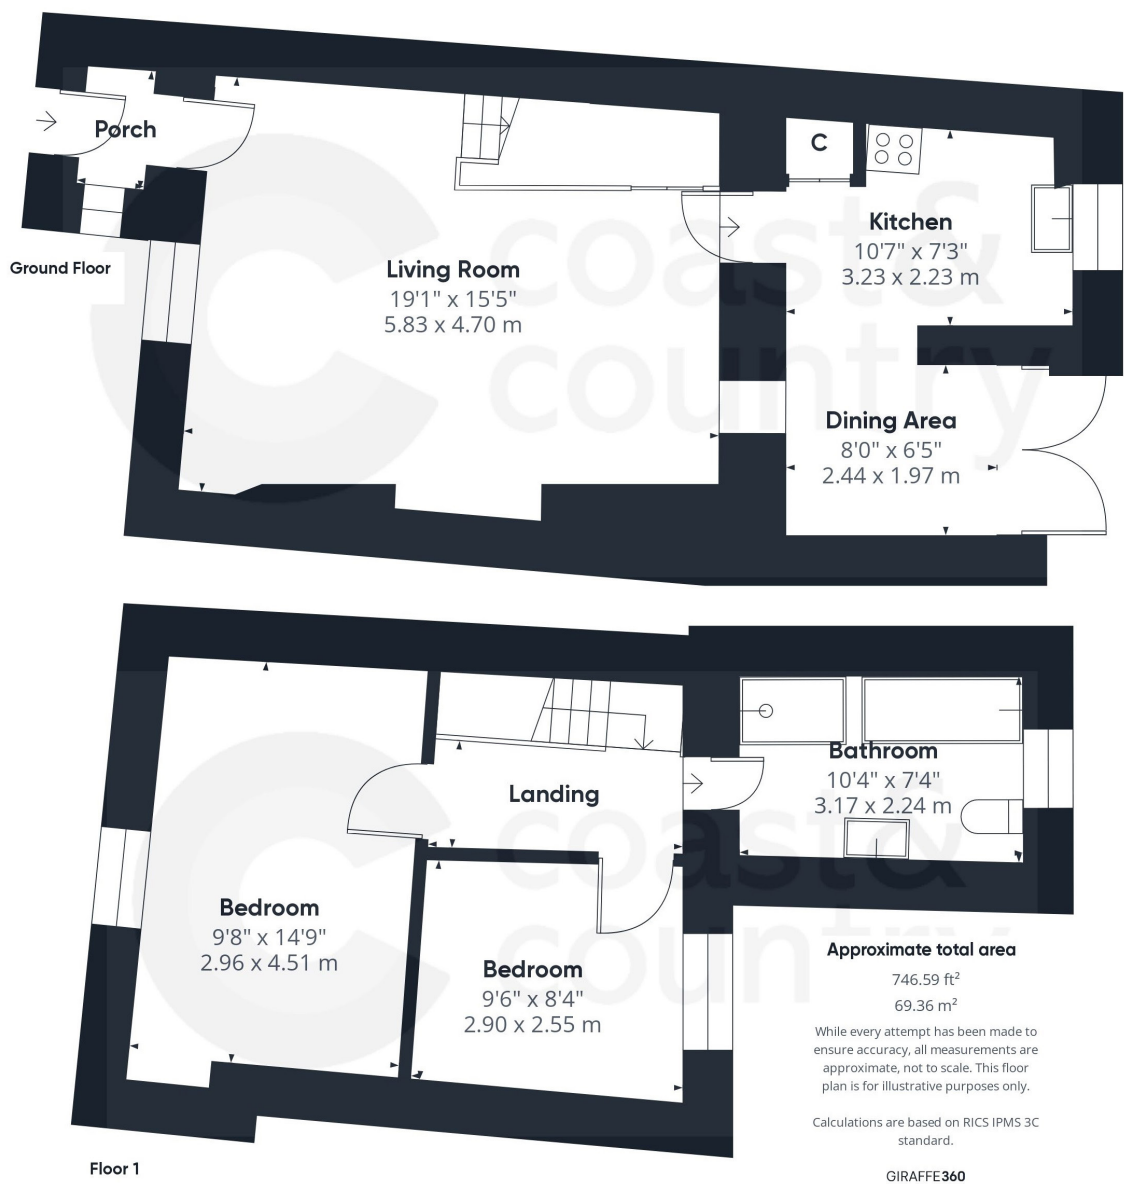 Porch
C
Kitchen
10'7" x 7'3"
3.23 x 2.23 m
Ground Floor
Living Room
19'1" x 15'5"
5.83 x 4.70 m
Dining Area
8'0" x 6'5"
2.44 x 1.97 m
coast &
country
Bathroom
10'4" x 7'4"
3.17 x 2.24 m
Landing
Bedroom
9'8" x 14'9"
2.96 x 4.51 m
Bedroom
9'6" x 8'4"
2.90 x 2.55 m
coast &
country
Approximate total area
746.59 ft²
69.36 m²
While every attempt has been made to
ensure accuracy, all measurements are
approximate, not to scale. This floor
plan is for illustrative purposes only.
Calculations are based on RICS IPMS 3C
standard.
GIRAFFE360
Floor 1